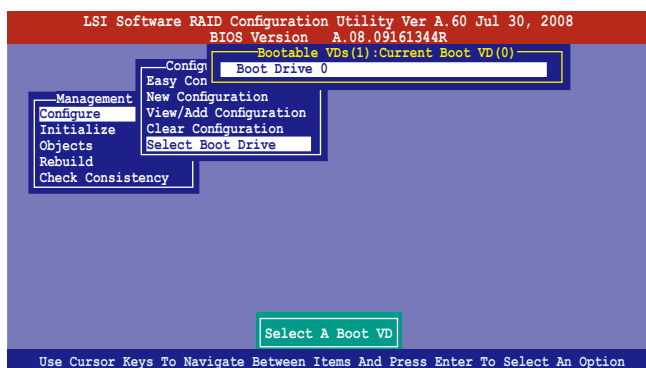 LSI Software RAID Configuration Utility Ver A.60 Jul 30, 2008
BIOS Version A.08.09161344R
Bootable VDs(1):Current Boot VD(0)
Boot Drive 0
Config
Easy Con
New Configuration
View/Add Configuration
Clear Configuration
Select Boot Drive
Management
Configure
Initialize
Objects
Rebuild
Check Consistency
Select A Boot VD
Use Cursor Keys To Navigate Between Items And Press Enter To Select An Option